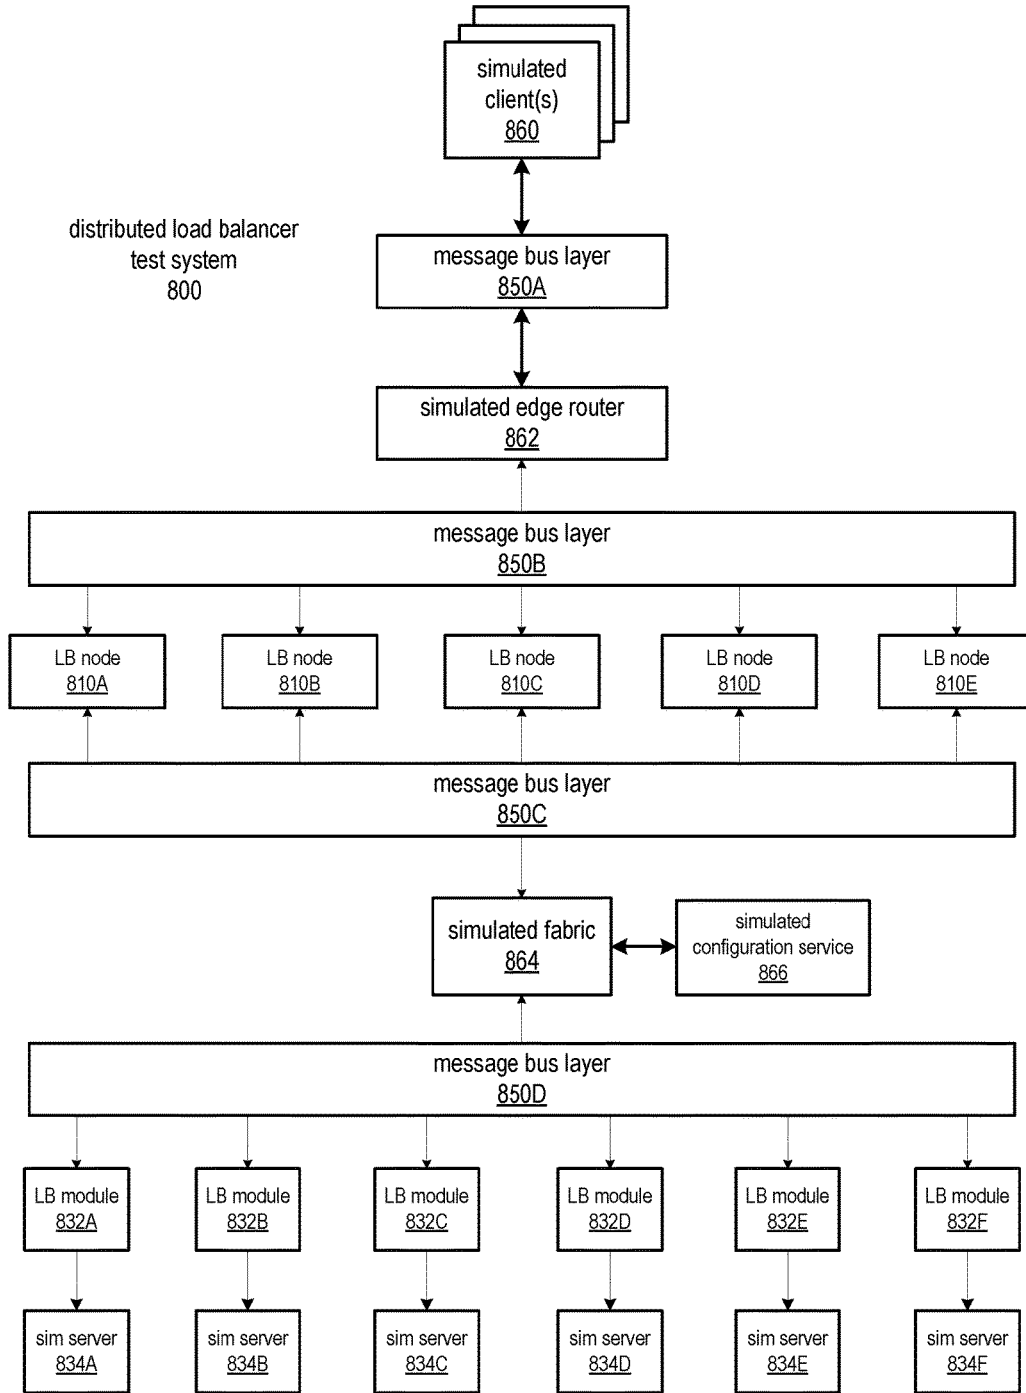 simulated
client(s)
860
distributed load balancer
test system
800
message bus layer
850A
simulated edge router
862
message bus layer
850B
LB node
810A
LB node
810B
LB node
810C
LB node
810D
LB node
810E
message bus layer
850C
simulated fabric
864
simulated
configuration service
866
message bus layer
850D
LB module
832A
LB module
832B
LB module
832C
LB module
832D
LB module
832E
LB module
832F
sim server
834A
sim server
834B
sim server
834C
sim server
834D
sim server
834E
sim server
834F